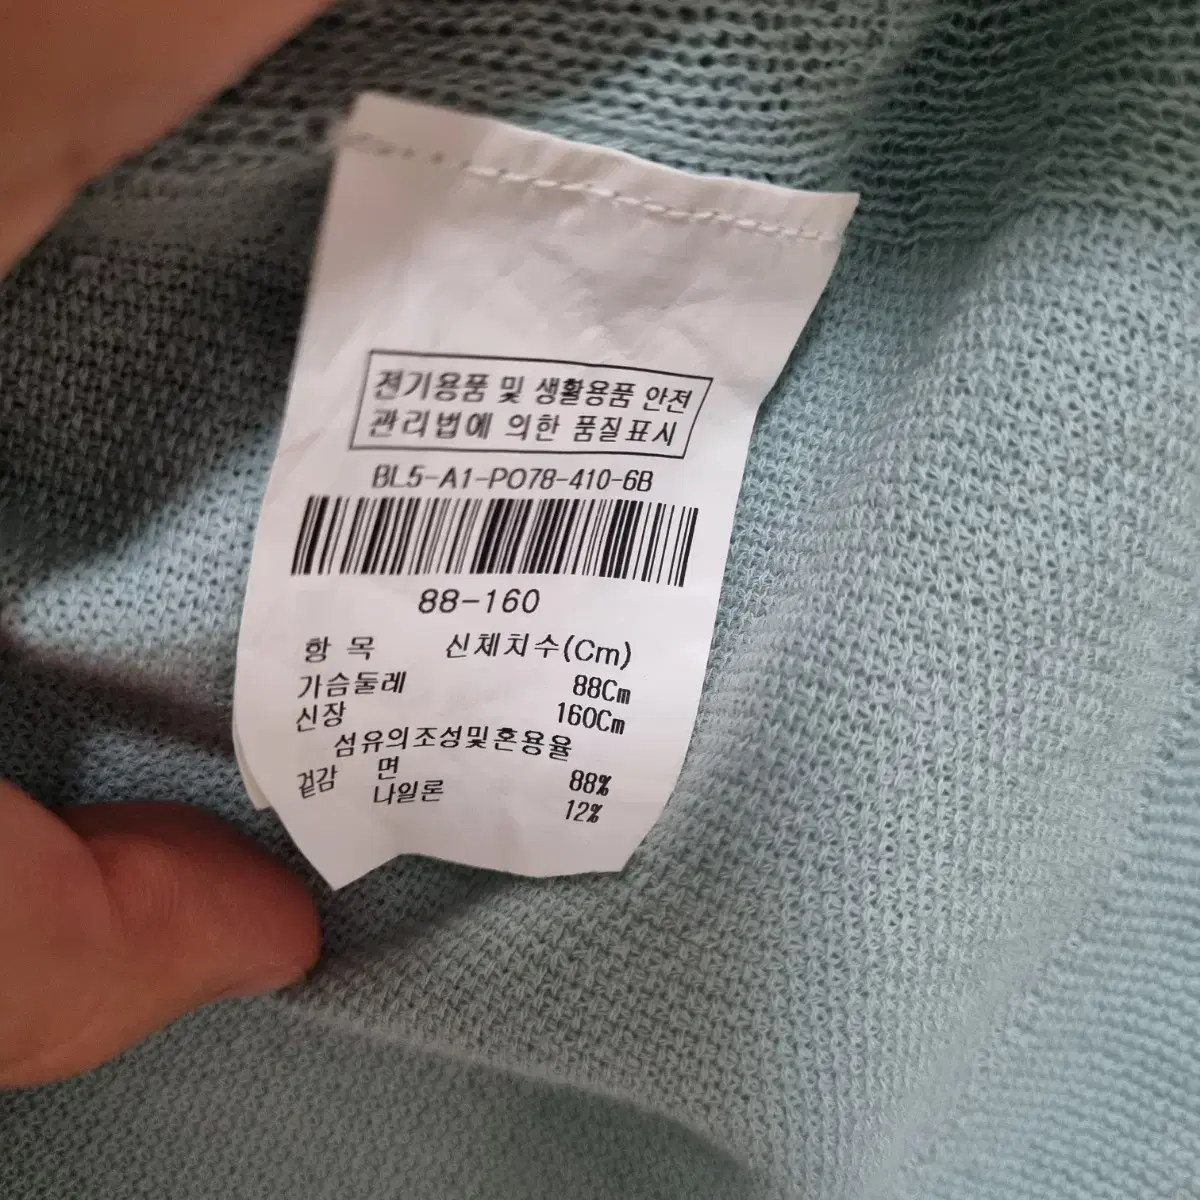 전기용품 및 생활용품 안전
관리법에 의한 품질표시
BL5-A1-PO78-410-6B
88-160
항 목 신체치수(Cm)
가슴둘레 88Cm
신장 160Cm
섬유의조성및혼용율
겉감 면 88%
나일론 12%